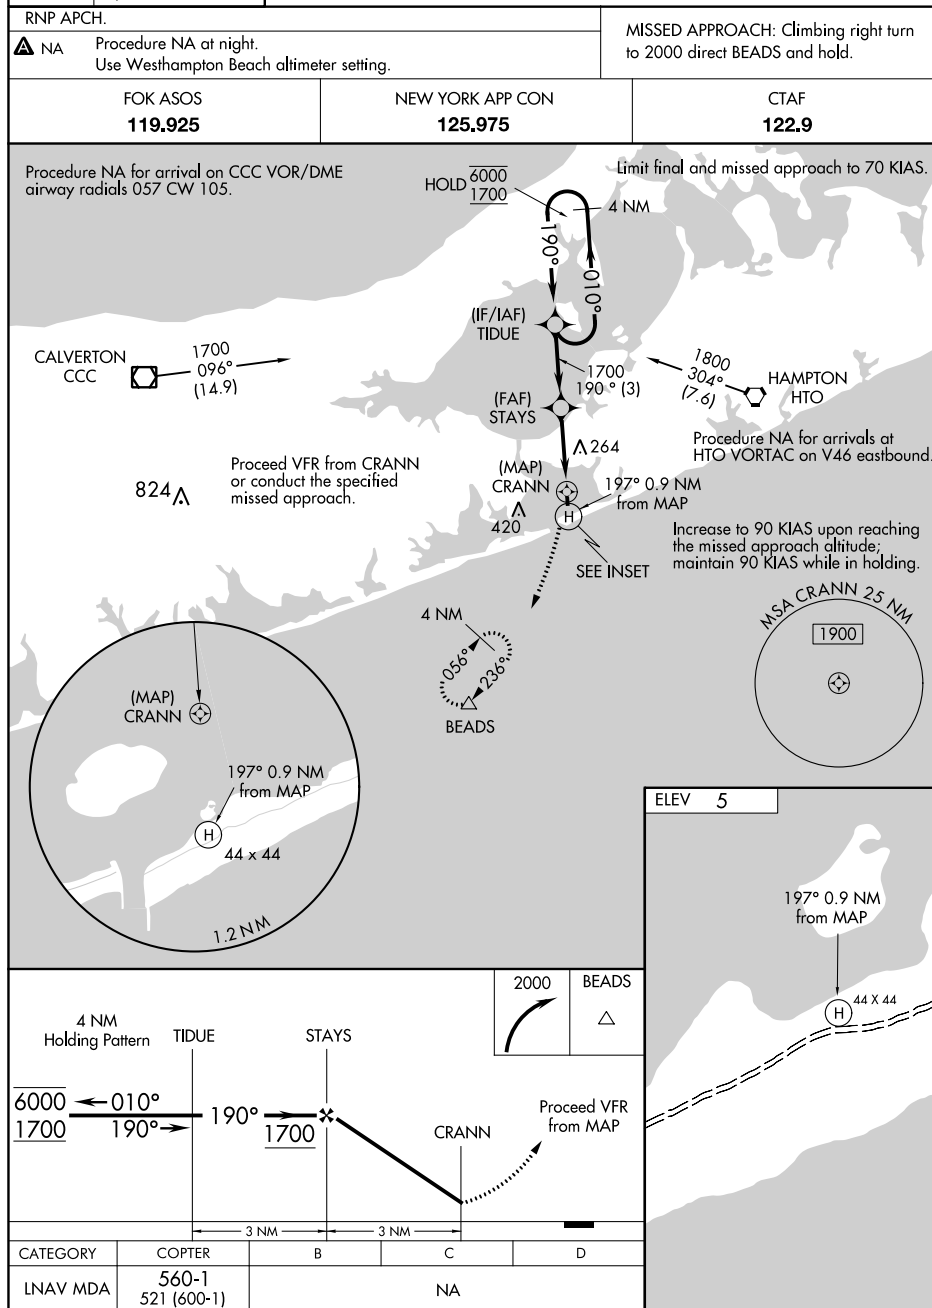 RNP APCH.
A NA
Procedure NA at night.
Use Westhampton Beach altimeter setting.
MISSED APPROACH: Climbing right turn
to 2000 direct BEADS and hold.
FOK ASOS
119.925
NEW YORK APP CON
125.975
CTAF
122.9
Procedure NA for arrival on CCC VOR/DME
airway radials 057 CW 105.
HOLD 6000
1700
4 NM
Limit final and missed approach to 70 KIAS.
190°
010°
(IF/IAF)
TIDUE
CALVERTON
CCC
1700
096°
(14.9)
1700
190° (3)
1800
304°
(7.6)
HAMPTON
HTO
(FAF)
STAYS
264
Procedure NA for arrivals at
HTO VORTAC on V46 eastbound.
Proceed VFR from CRANN
or conduct the specified
missed approach.
824
(MAP)
CRANN
197° 0.9 NM
from MAP
420
H
SEE INSET
Increase to 90 KIAS upon reaching
the missed approach altitude;
maintain 90 KIAS while in holding.
4 NM
056°
236°
BEADS
MSA CRANN 25 NM
1900
(MAP)
CRANN
197° 0.9 NM
from MAP
H
44 x 44
1.2 NM
ELEV 5
197° 0.9 NM
from MAP
H
44 X 44
2000
BEADS
4 NM
Holding Pattern
TIDUE
STAYS
6000
1700
010°
190°
190°
1700
CRANN
Proceed VFR
from MAP
3 NM
3 NM
CATEGORY
COPTER
B
C
D
LNAV MDA
560-1
521 (600-1)
NA